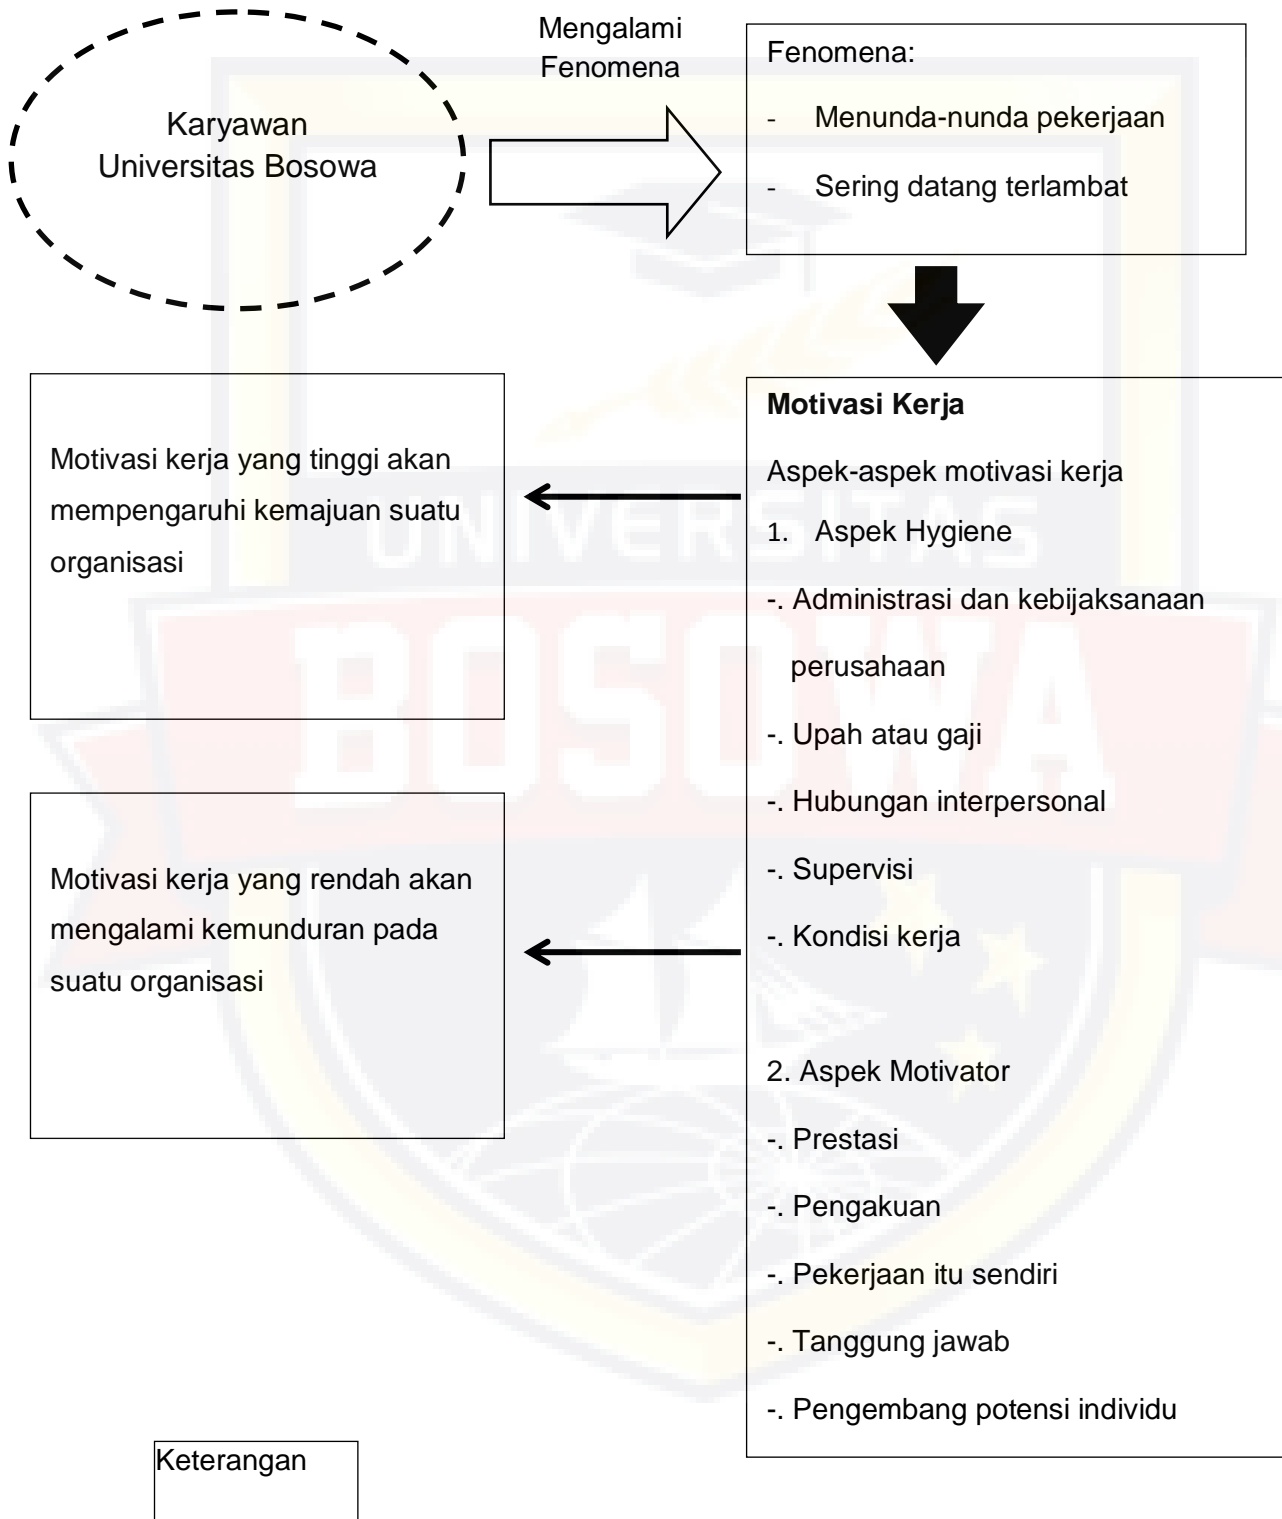 Karyawan
Universitas Bosowa
Mengalami
Fenomena
Fenomena:
- Menunda-nunda pekerjaan
- Sering datang terlambat
Motivasi Kerja
Aspek-aspek motivasi kerja
1. Aspek Hygiene
-. Administrasi dan kebijaksanaan
perusahaan
-. Upah atau gaji
-. Hubungan interpersonal
-. Supervisi
-. Kondisi kerja
2. Aspek Motivator
-. Prestasi
-. Pengakuan
-. Pekerjaan itu sendiri
-. Tanggung jawab
-. Pengembang potensi individu
Motivasi kerja yang tinggi akan
mempengaruhi kemajuan suatu
organisasi
Motivasi kerja yang rendah akan
mengalami kemunduran pada
suatu organisasi
Keterangan
UNIVERSITAS
BOSOWA